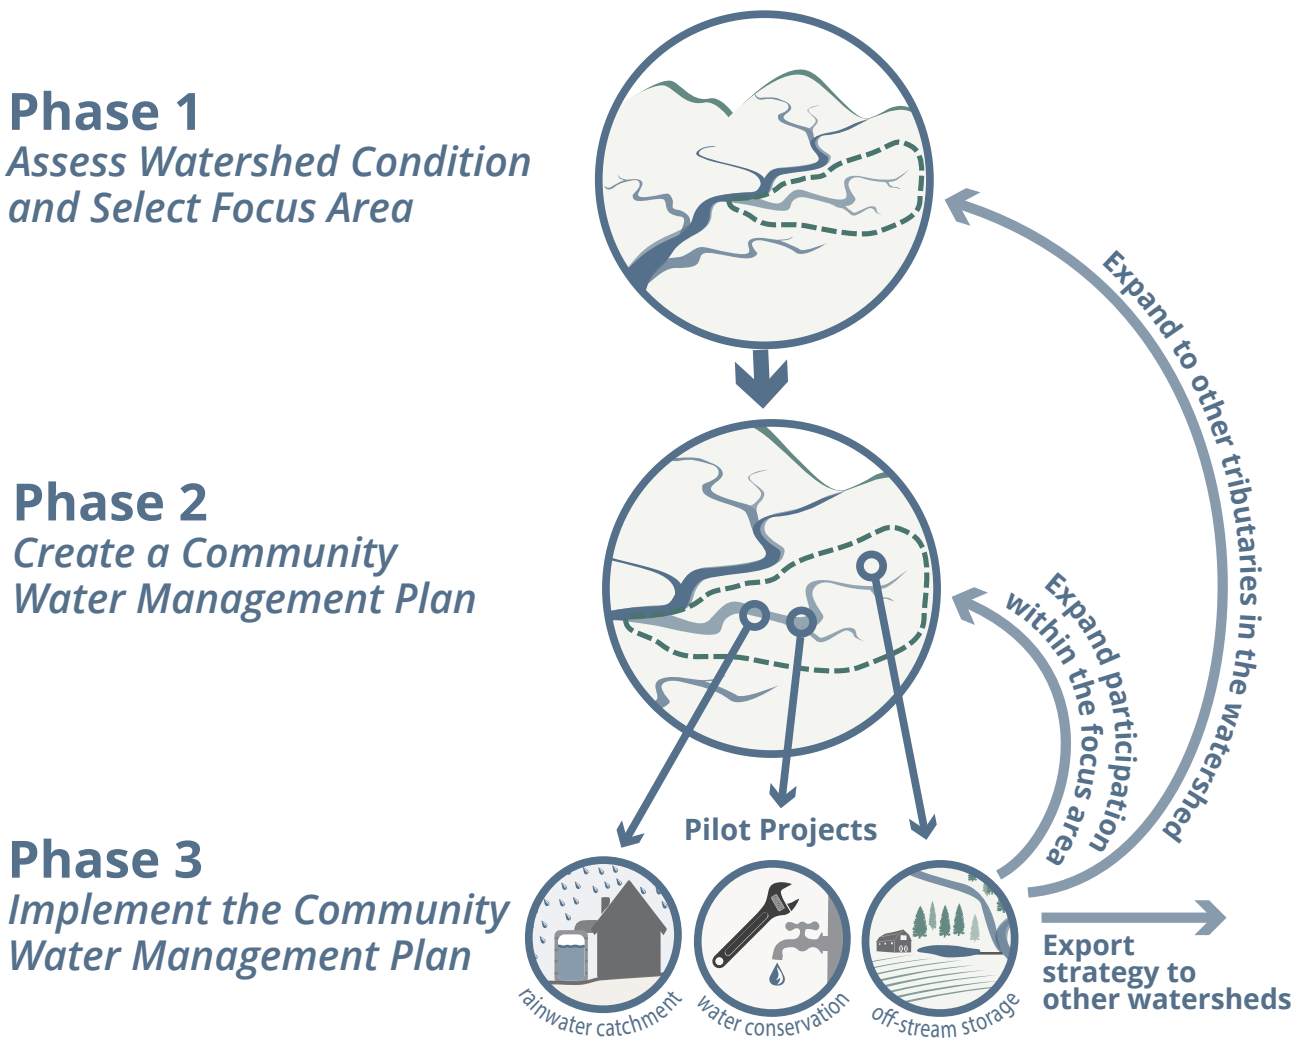 Phase 1
Assess Watershed Condition
and Select Focus Area
Phase 2
Create a Community
Water Management Plan
Expand to other tributaries in the watershed
Expand participation
within the focus area
Pilot Projects
Phase 3
Implement the Community
Water Management Plan
rainwater catchment
water conservation
off-stream storage
Export
strategy to
other watersheds